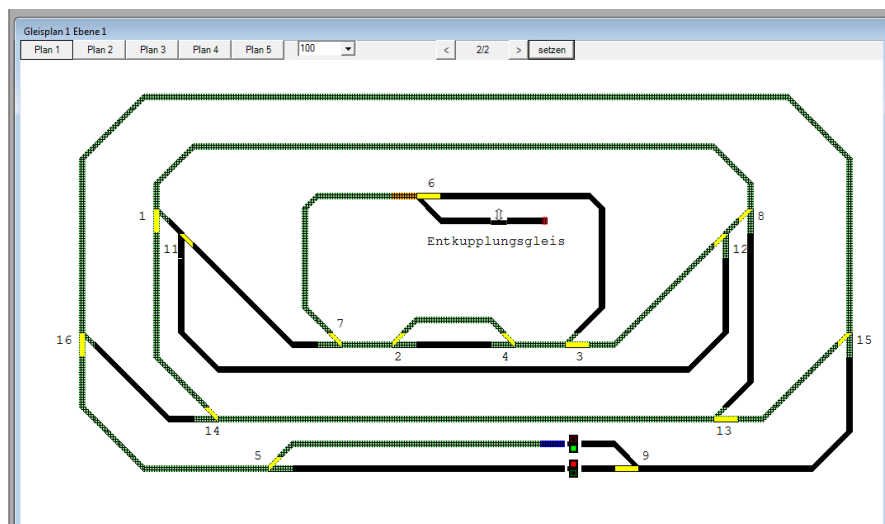 Gleisplan 1 Ebene 1
Plan 1 Plan 2 Plan 3 Plan 4 Plan 5 100 < 2/2 > setzen
6
1 8
Entkupplungsgleis
11 12
7
16 15
2 4 3
14 13
5 9